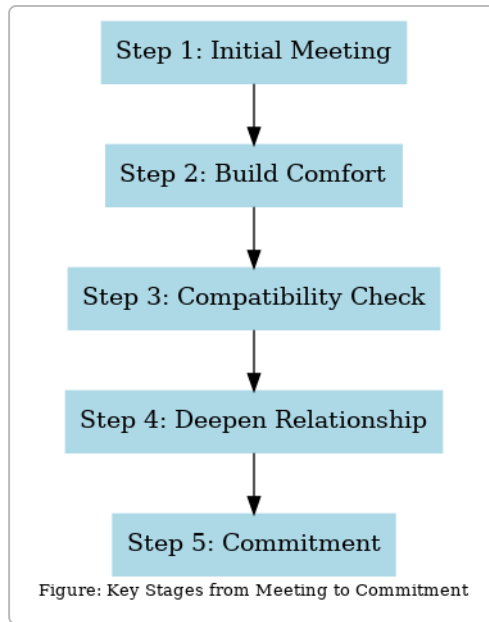 Step 1: Initial Meeting
Step 2: Build Comfort
Step 3: Compatibility Check
Step 4: Deepen Relationship
Step 5: Commitment
Figure: Key Stages from Meeting to Commitment